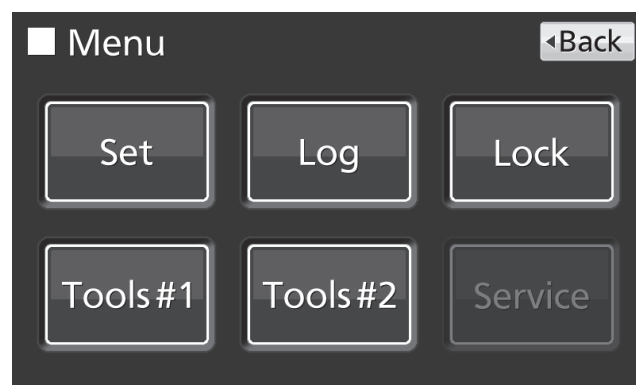 Menu
◂Back
Set
Log
Lock
Tools#1
Tools#2
Service